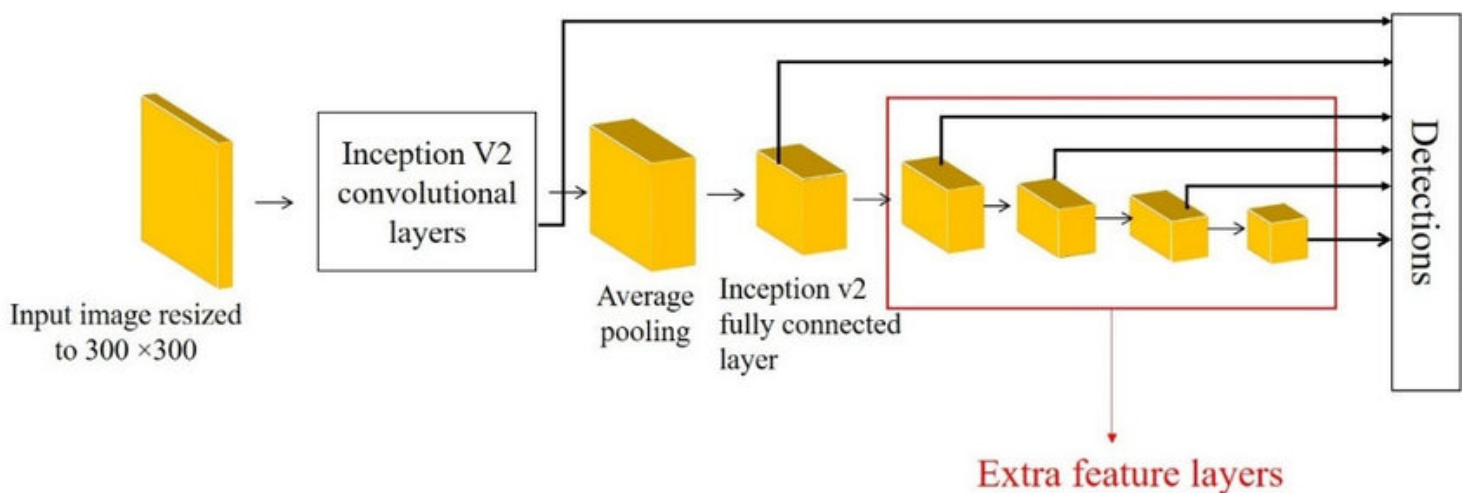 Input image resized
to 300 ×300
Inception V2
convolutional
layers
Average
pooling
Inception v2
fully connected
layer
Extra feature layers
Detections